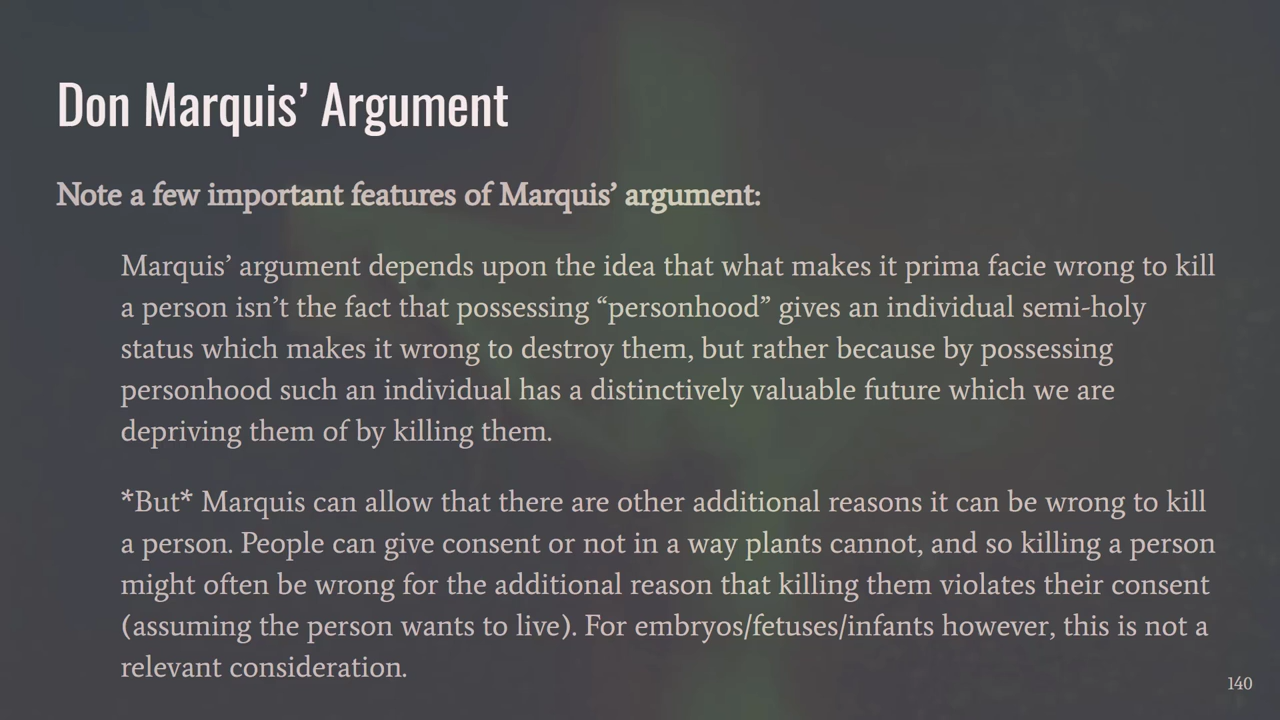 Don Marquis’ Argument
Note a few important features of Marquis’ argument:
Marquis’ argument depends upon the idea that what makes it prima facie wrong to kill
a person isn’t the fact that possessing “personhood” gives an individual semi-holy
status which makes it wrong to destroy them, but rather because by possessing
personhood such an individual has a distinctively valuable future which we are
depriving them of by killing them.
*But* Marquis can allow that there are other additional reasons it can be wrong to kill
a person. People can give consent or not in a way plants cannot, and so killing a person
might often be wrong for the additional reason that killing them violates their consent
(assuming the person wants to live). For embryos/fetuses/infants however, this is not a
relevant consideration.
140